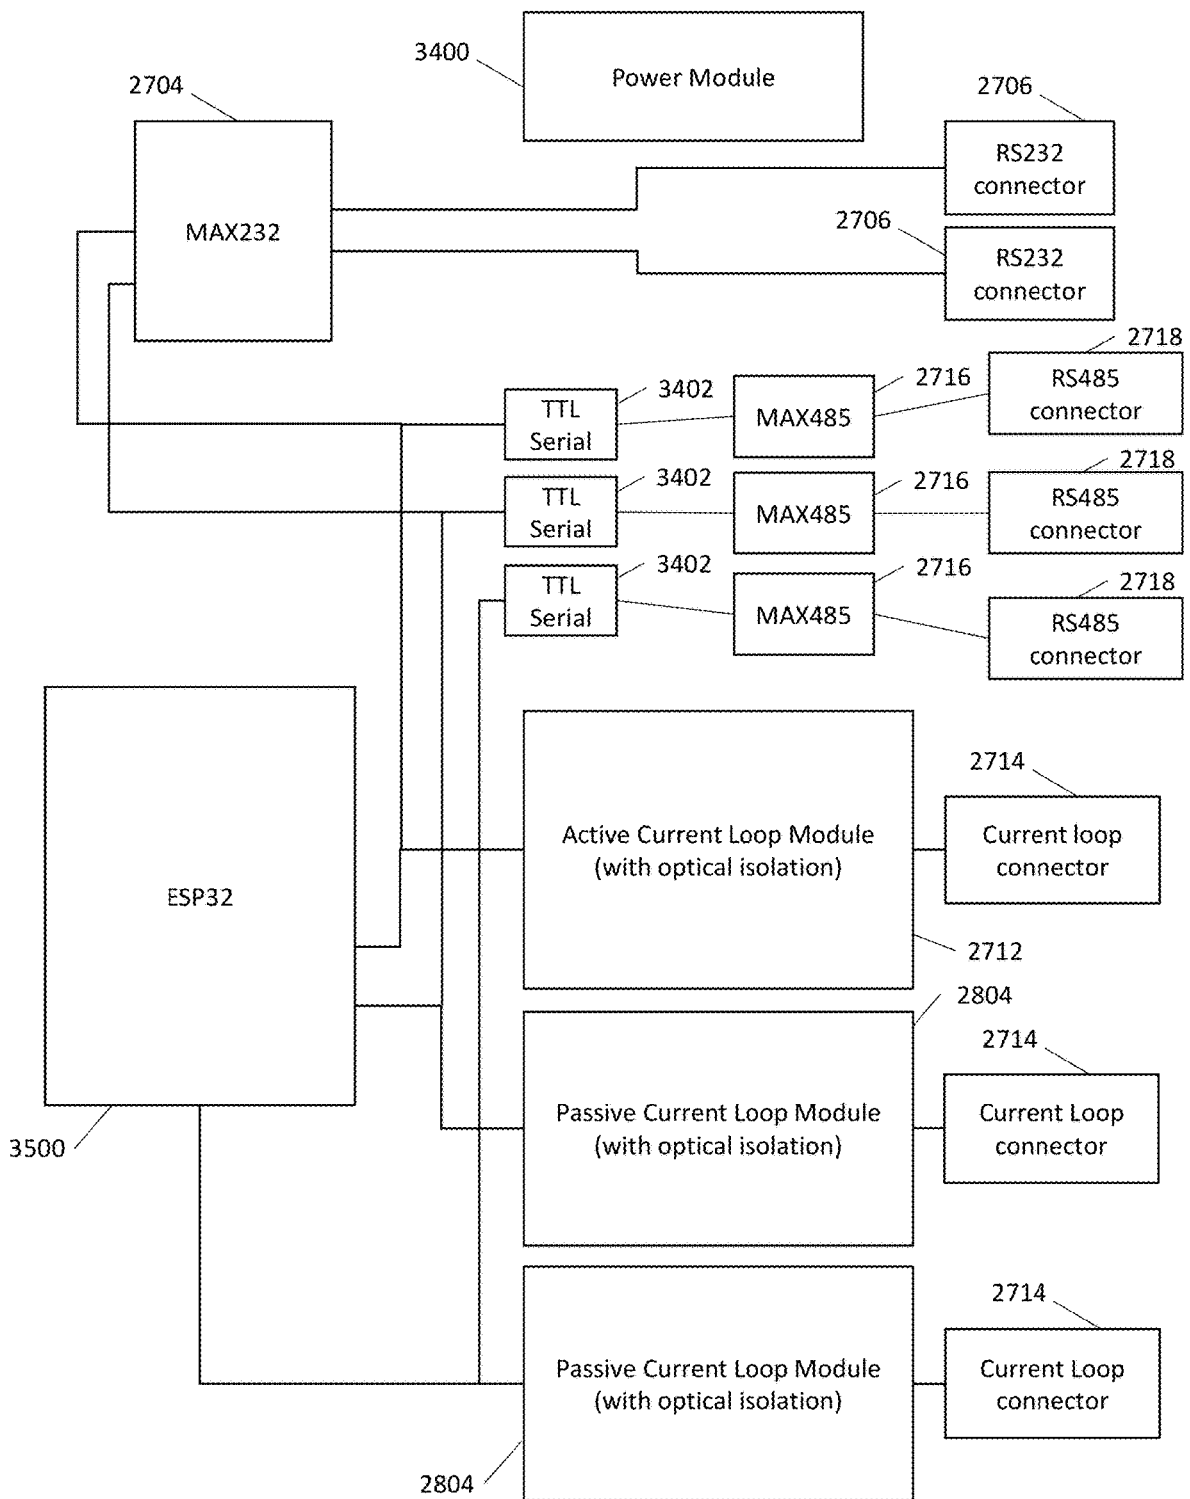 3400
Power Module
2704
MAX232
2706
RS232
connector
2706
RS232
connector
2718
RS485
connector
3402
TTL
Serial
2716
MAX485
2718
RS485
connector
3402
TTL
Serial
2716
MAX485
2718
RS485
connector
3402
TTL
Serial
2716
MAX485
ESP32
3500
Active Current Loop Module
(with optical isolation)
2712
2714
Current loop
connector
2804
Passive Current Loop Module
(with optical isolation)
2714
Current Loop
connector
Passive Current Loop Module
(with optical isolation)
2804
2714
Current Loop
connector